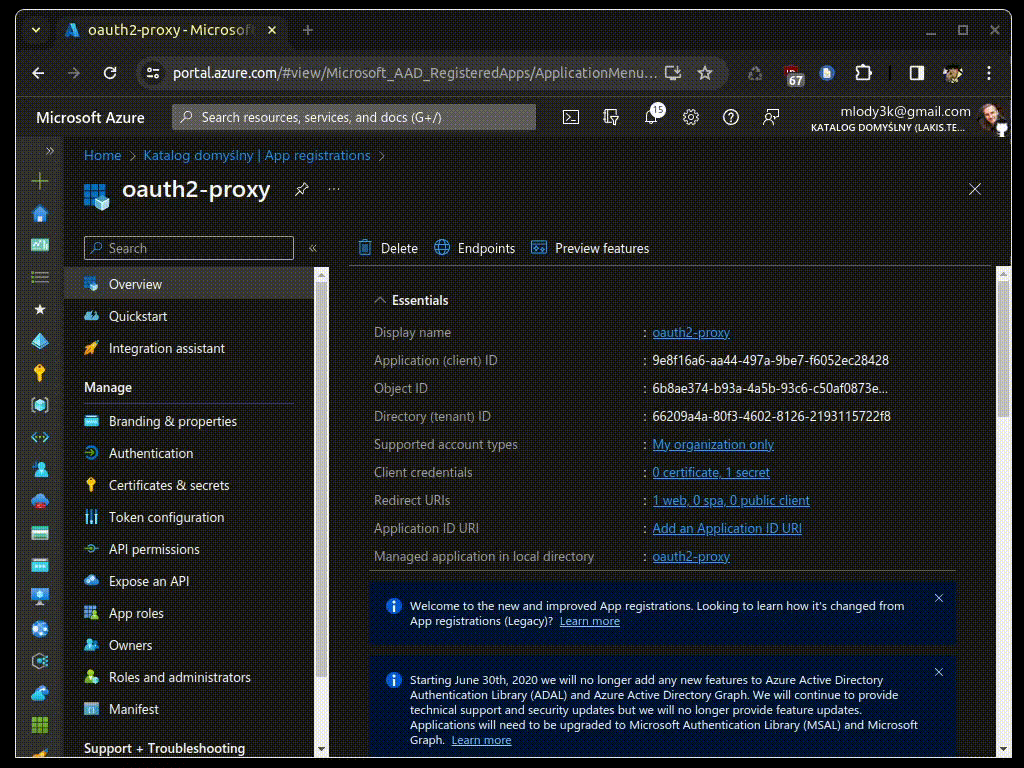 oauth2-proxy - Microsof
portal.azure.com/#view/Microsoft_AAD_RegisteredApps/ApplicationMenu...
67
Microsoft Azure
Search resources, services, and docs (G+/)
15
mlody3k@gmail.com
KATALOG DOMYŚLNY (LAKIS.TE...
Home > Katalog domyślny | App registrations >
oauth2-proxy
Search
Delete
Endpoints
Preview features
Overview
Quickstart
Integration assistant
Manage
Branding & properties
Authentication
Certificates & secrets
Token configuration
API permissions
Expose an API
App roles
Owners
Roles and administrators
Manifest
Support + Troubleshooting
Essentials
Display name : oauth2-proxy
Application (client) ID : 9e8f16a6-aa44-497a-9be7-f6052ec28428
Object ID : 6b8ae374-b93a-4a5b-93c6-c50af0873e...
Directory (tenant) ID : 66209a4a-80f3-4602-8126-2193115722f8
Supported account types : My organization only
Client credentials : 0 certificate, 1 secret
Redirect URIs : 1 web, 0 spa, 0 public client
Application ID URI : Add an Application ID URI
Managed application in local directory : oauth2-proxy
Welcome to the new and improved App registrations. Looking to learn how it's changed from
App registrations (Legacy)? Learn more
Starting June 30th, 2020 we will no longer add any new features to Azure Active Directory
Authentication Library (ADAL) and Azure Active Directory Graph. We will continue to provide
technical support and security updates but we will no longer provide feature updates.
Applications will need to be upgraded to Microsoft Authentication Library (MSAL) and Microsoft
Graph. Learn more